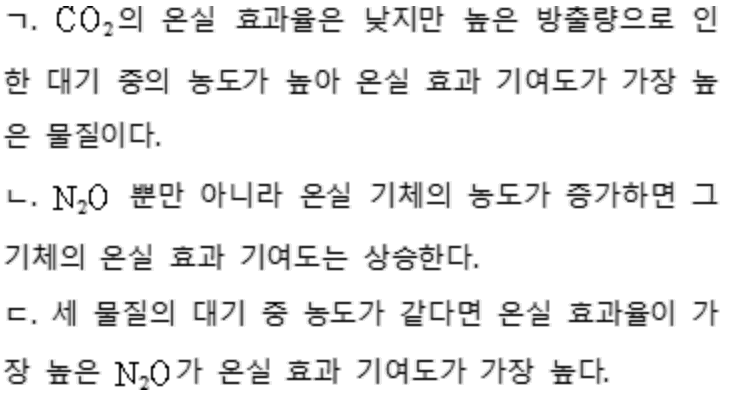 ㄱ. CO₂의 온실 효과율은 낮지만 높은 방출량으로 인
한 대기 중의 농도가 높아 온실 효과 기여도가 가장 높
은 물질이다.
ㄴ. N₂O 뿐만 아니라 온실 기체의 농도가 증가하면 그
기체의 온실 효과 기여도는 상승한다.
ㄷ. 세 물질의 대기 중 농도가 같다면 온실 효과율이 가
장 높은 N₂O가 온실 효과 기여도가 가장 높다.